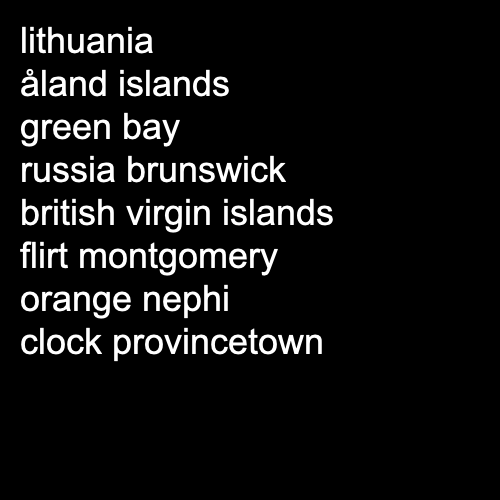 lithuania
åland islands
green bay
russia brunswick
british virgin islands
flirt montgomery
orange nephi
clock provincetown